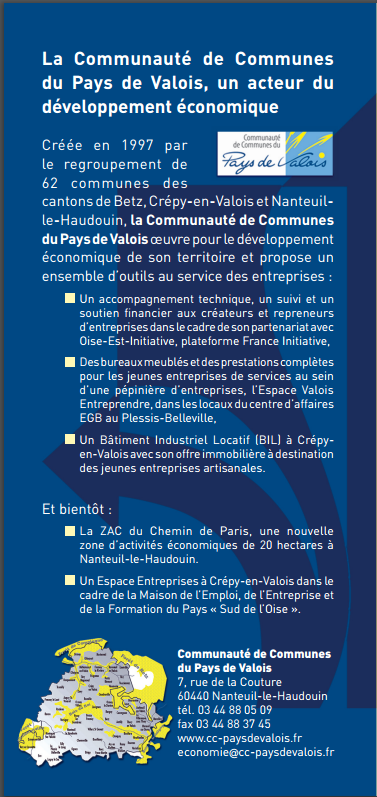 La Communauté de Communes
du Pays de Valois, un acteur du
développement économique
Créée en 1997 par
le regroupement de
62 communes des
Communauté
de Communes du
Pays de Valois
cantons de Betz, Crépy-en-Valois et Nanteuil-
le-Haudouin, la Communauté de Communes
du Pays de Valois œuvre pour le développement
économique de son territoire et propose un
ensemble d'outils au service des entreprises :
Un accompagnement technique, un suivi et un
soutien financier aux créateurs et repreneurs
d'entreprises dans le cadre de son partenariat avec
Oise-Est-Initiative, plateforme France Initiative,
Des bureaux meublés et des prestations complètes
pour les jeunes entreprises de services au sein
d'une pépinière d'entreprises, l'Espace Valois
Entreprendre, dans les locaux du centre d'affaires
EGB au Plessis-Belleville,
Un Bâtiment Industriel Locatif (BIL) à Crépy-
en-Valois avec son offre immobilière à destination
des jeunes entreprises artisanales.
Et bientôt :
La ZAC du Chemin de Paris, une nouvelle
zone d'activités économiques de 20 hectares à
Nanteuil-le-Haudouin.
Un Espace Entreprises à Crépy-en-Valois dans le
cadre de la Maison de l'Emploi, de l'Entreprise et
de la Formation du Pays « Sud de l'Oise ».
Communauté de Communes
du Pays de Valois
7, rue de la Couture
60440 Nanteuil-le-Haudouin
tél. 03 44 88 05 09
fax 03 44 88 37 45
www.cc-paysdevalois.fr
economie@cc-paysdevalois.fr